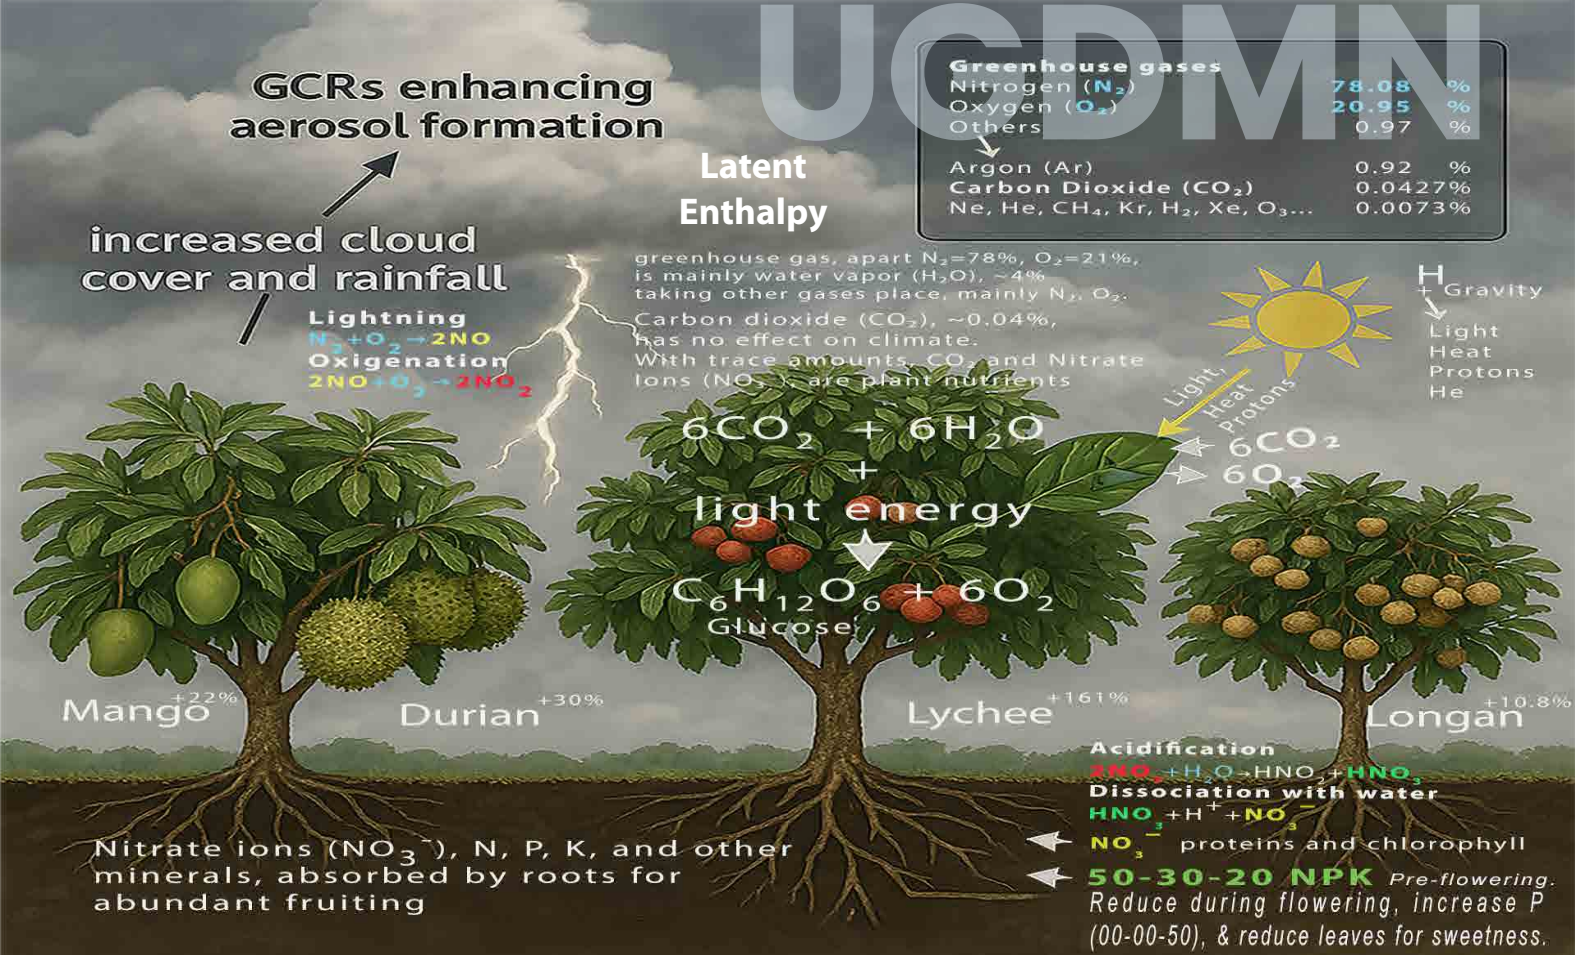 UCDMN
GCRs enhancing
aerosol formation
increased cloud
cover and rainfall
Lightning
N₂+O₂→2NO
Oxigenation
2NO+O₂→2NO₂
Latent
Enthalpy
Greenhouse gases
Nitrogen (N₂) 78.08 %
Oxygen (O₂) 20.95 %
Others 0.97 %
Argon (Ar) 0.92 %
Carbon Dioxide (CO₂) 0.0427%
Ne, He, CH₄, Kr, H₂, Xe, O₃... 0.0073%
greenhouse gas, apart N₂=78%, O₂=21%,
is mainly water vapor (H₂O), ~4%
taking other gases place, mainly N₂, O₂.
Carbon dioxide (CO₂), ~0.04%,
has no effect on climate.
With trace amounts, CO₂ and Nitrate
Ions (NO₃⁻), are plant nutrients
H
+ Gravity
Light
Heat
Protons
He
Light,
Heat
Protons
6CO₂
6O₂
6CO₂ + 6H₂O
+
light energy
C₆H₁₂O₆ + 6O₂
Glucose
Mango +22%
Durian +30%
Lychee +161%
Longan +10.8%
Acidification
2NO₂+H₂O→HNO₂+HNO₃
Dissociation with water
HNO₃+H⁺+NO₃⁻
NO₃⁻ proteins and chlorophyll
50-30-20 NPK Pre-flowering.
Reduce during flowering, increase P
(00-00-50), & reduce leaves for sweetness.
Nitrate ions (NO₃⁻), N, P, K, and other
minerals, absorbed by roots for
abundant fruiting